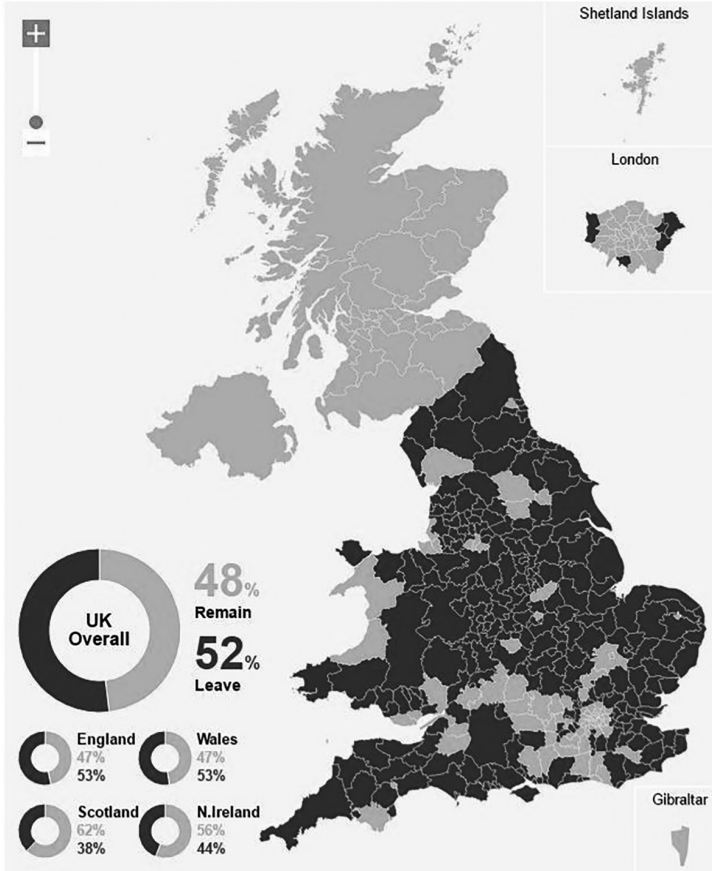 Shetland Islands
London
UK
Overall
48%
Remain
52%
Leave
England
47%
53%
Wales
47%
53%
Scotland
62%
38%
N.Ireland
56%
44%
Gibraltar